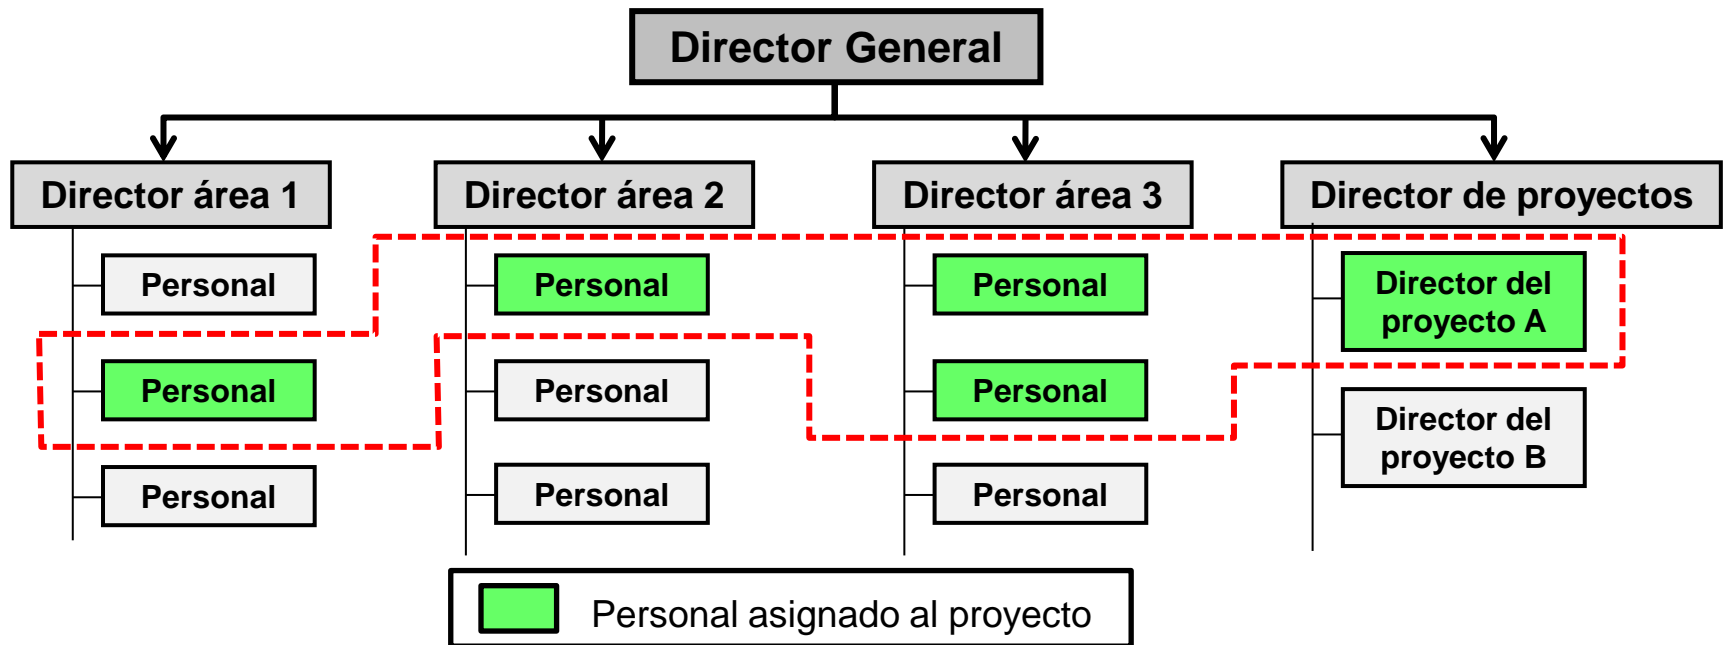 Director General
Director área 1
Director área 2
Director área 3
Director de proyectos
Personal
Personal
Personal
Director del
proyecto A
Personal
Personal
Personal
Director del
proyecto B
Personal
Personal
Personal
Personal asignado al proyecto